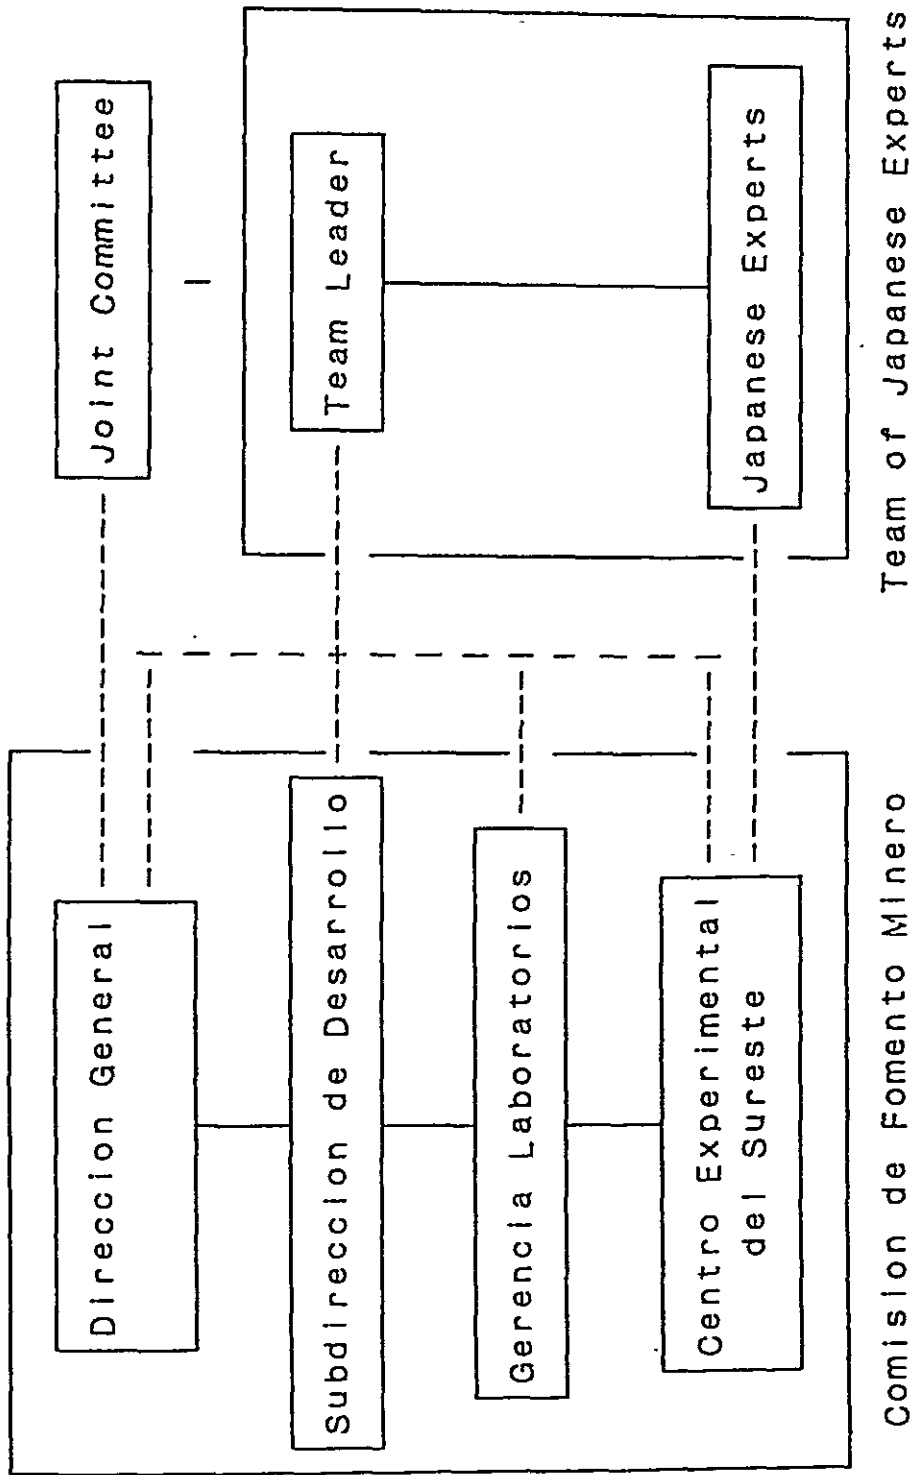 Direccion General
Joint Committee
Subdireccion de Desarrollo
Team Leader
Gerencia Laboratorios
Centro Experimental
del Sureste
Japanese Experts
Comision de Fomento Minero
Team of Japanese Experts